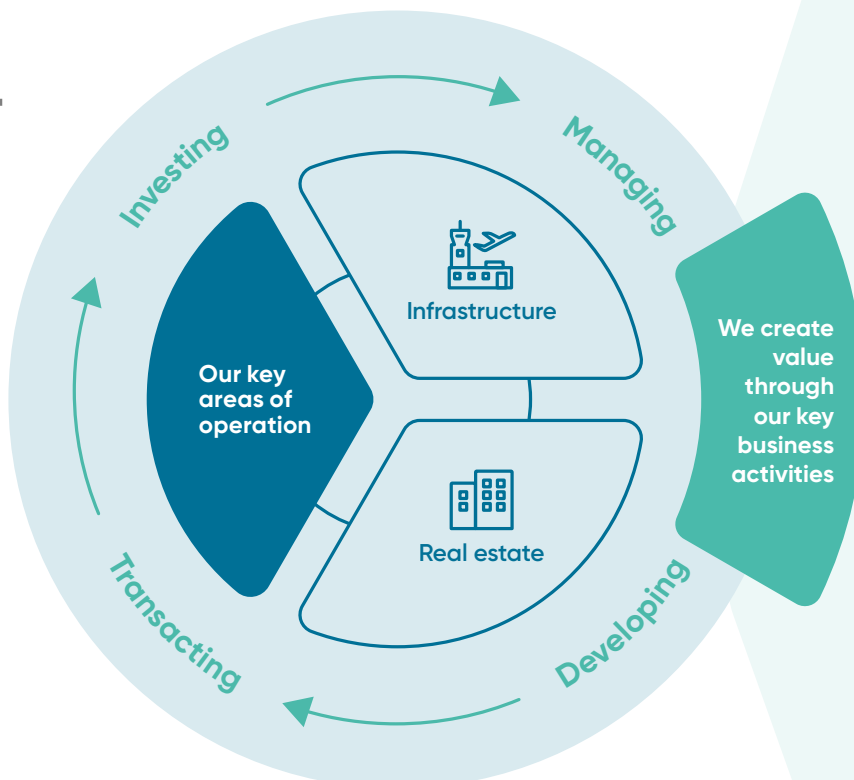 Investing
Managing
Infrastructure
Our key
areas of
operation
We create
value
through
our key
business
activities
Real estate
Transacting
Developing